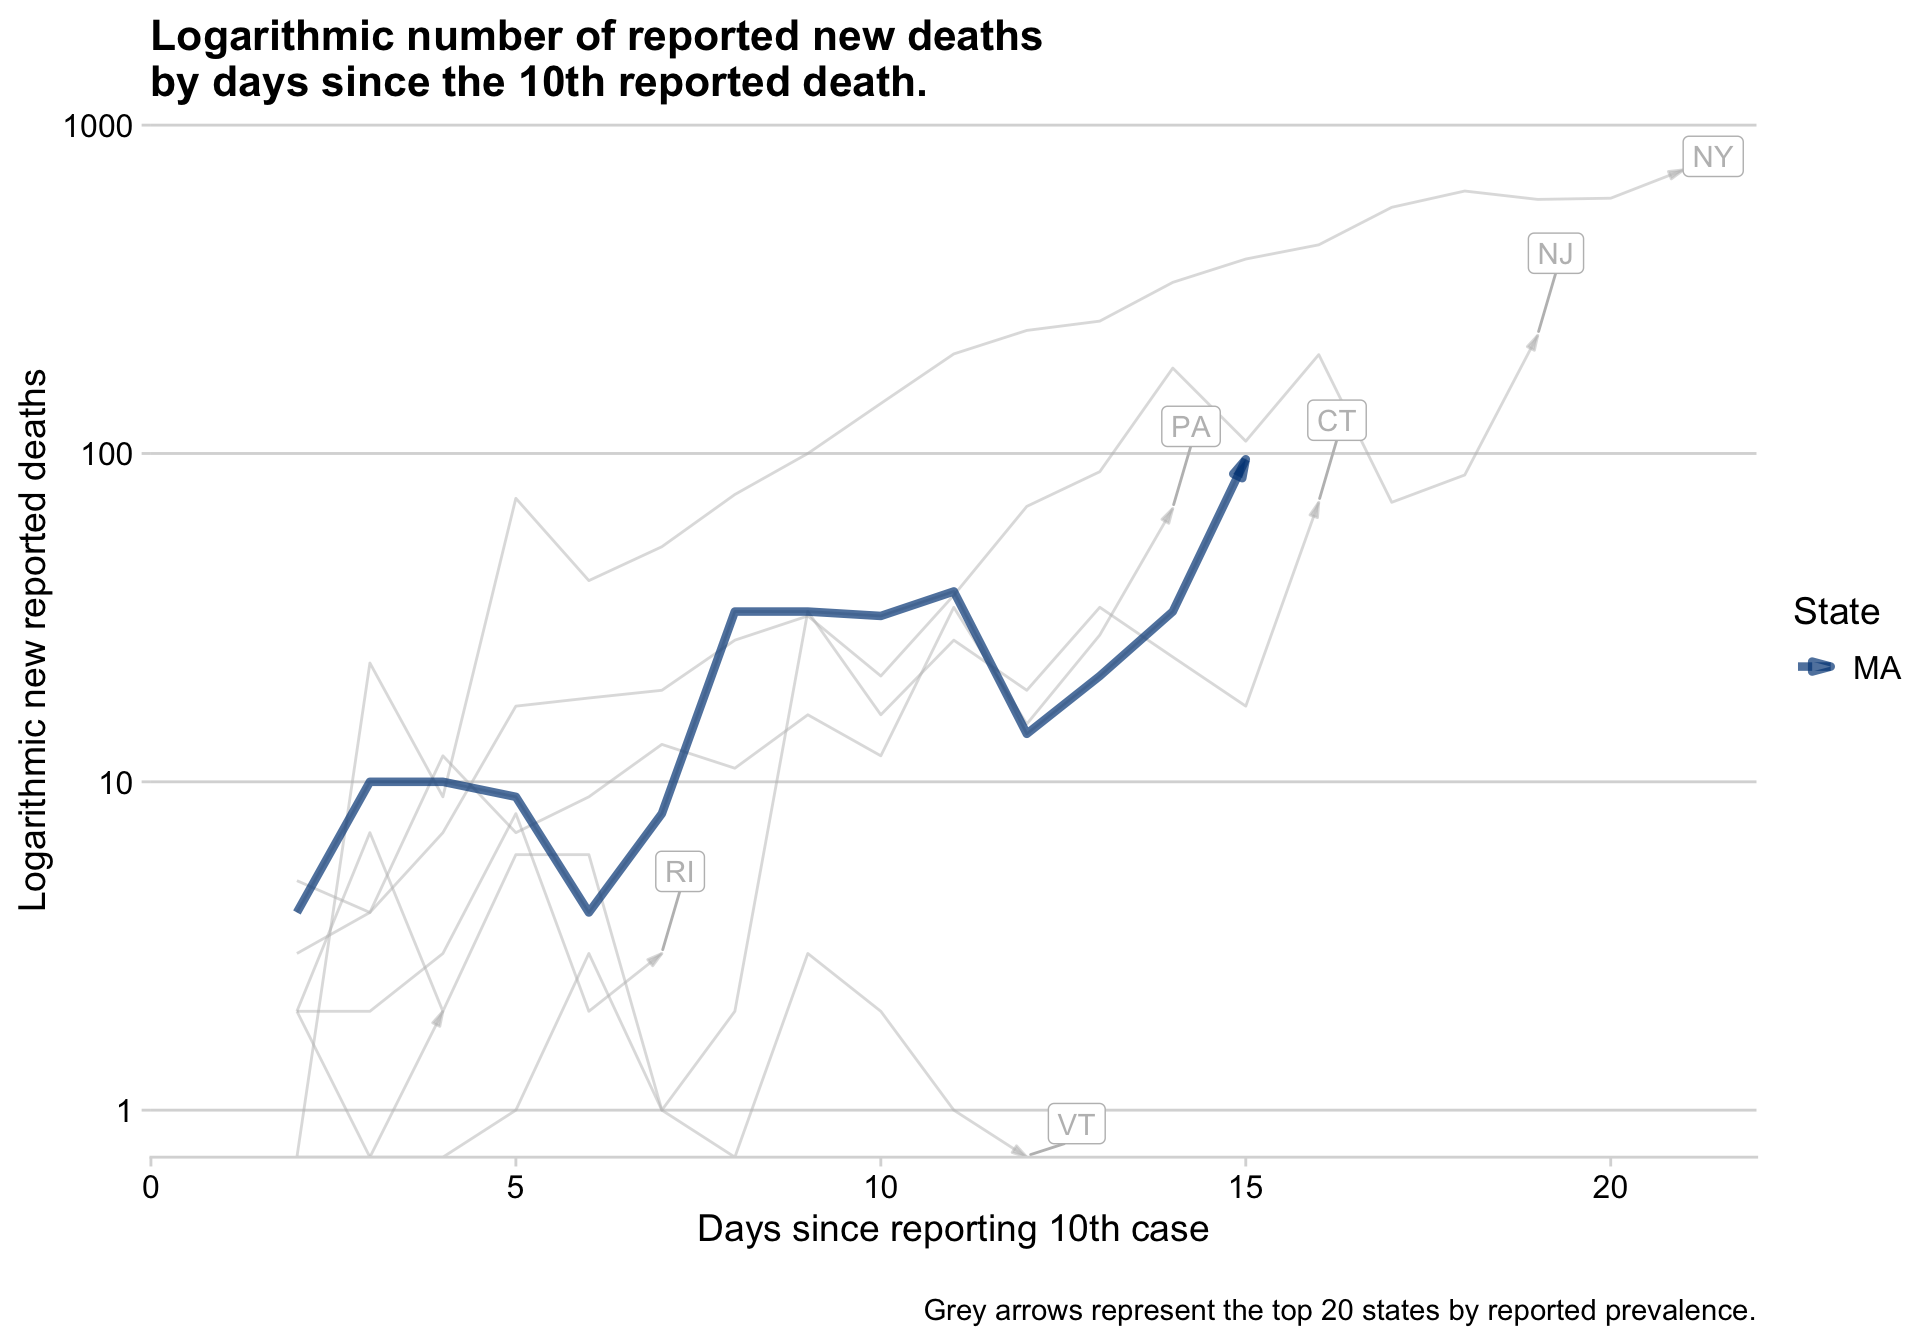 Logarithmic number of reported new deaths
by days since the 10th reported death.
1000
100
10
1
Logarithmic new reported deaths
NY
NJ
PA
CT
RI
VT
State
MA
0
5
10
15
20
Days since reporting 10th case
Grey arrows represent the top 20 states by reported prevalence.